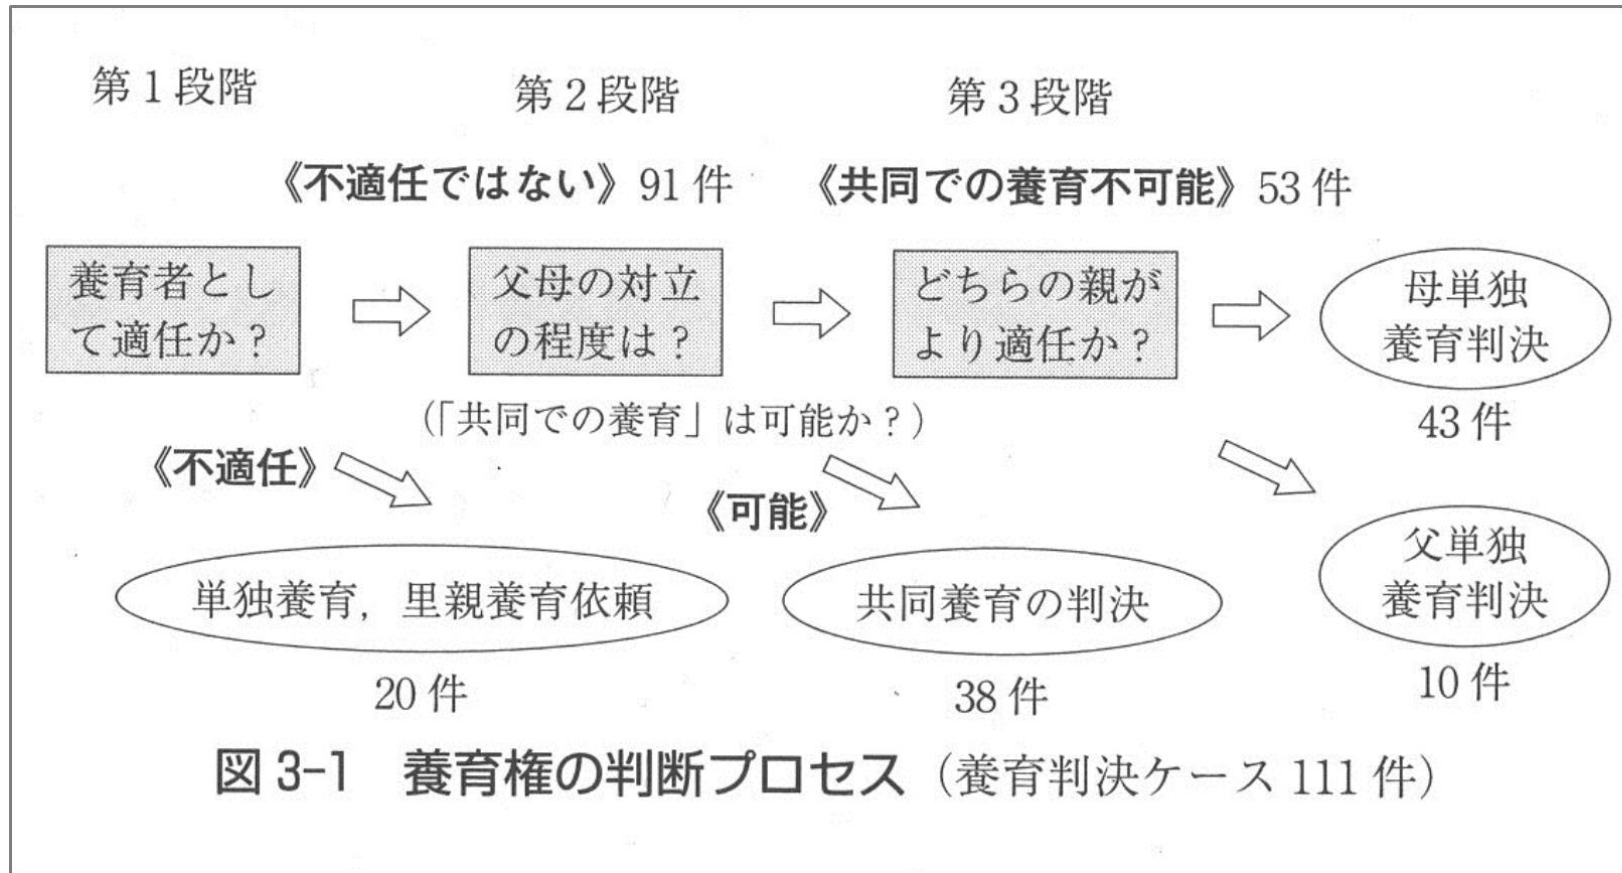 第1段階
第2段階
第3段階
《不適任ではない》91件
《共同での養育不可能》53件
養育者とし
て適任か？
父母の対立
の程度は？
どちらの親が
より適任か？
母単独
養育判決
（「共同での養育」は可能か？）
43件
《不適任》
《可能》
単独養育，里親養育依頼
共同養育の判決
父単独
養育判決
20件
38件
10件
図3-1　養育権の判断プロセス（養育判決ケース111件）